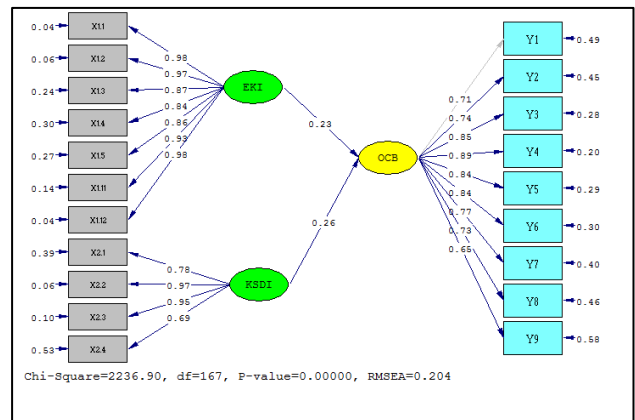 0.04 X1.1
0.06 X1.2
0.24 X1.3
0.30 X1.4
0.27 X1.5
0.14 X1.11
0.04 X1.12
0.39 X2.1
0.06 X2.2
0.10 X2.3
0.53 X2.4
0.98
0.97
0.87
0.84
0.86
0.93
0.98
0.78
0.97
0.95
0.69
EKI
KSDI
0.23
0.26
OCB
0.71
0.74
0.85
0.89
0.84
0.84
0.77
0.73
0.65
Y1 0.49
Y2 0.45
Y3 0.28
Y4 0.20
Y5 0.29
Y6 0.30
Y7 0.40
Y8 0.46
Y9 0.58
Chi-Square=2236.90, df=167, P-value=0.00000, RMSEA=0.204